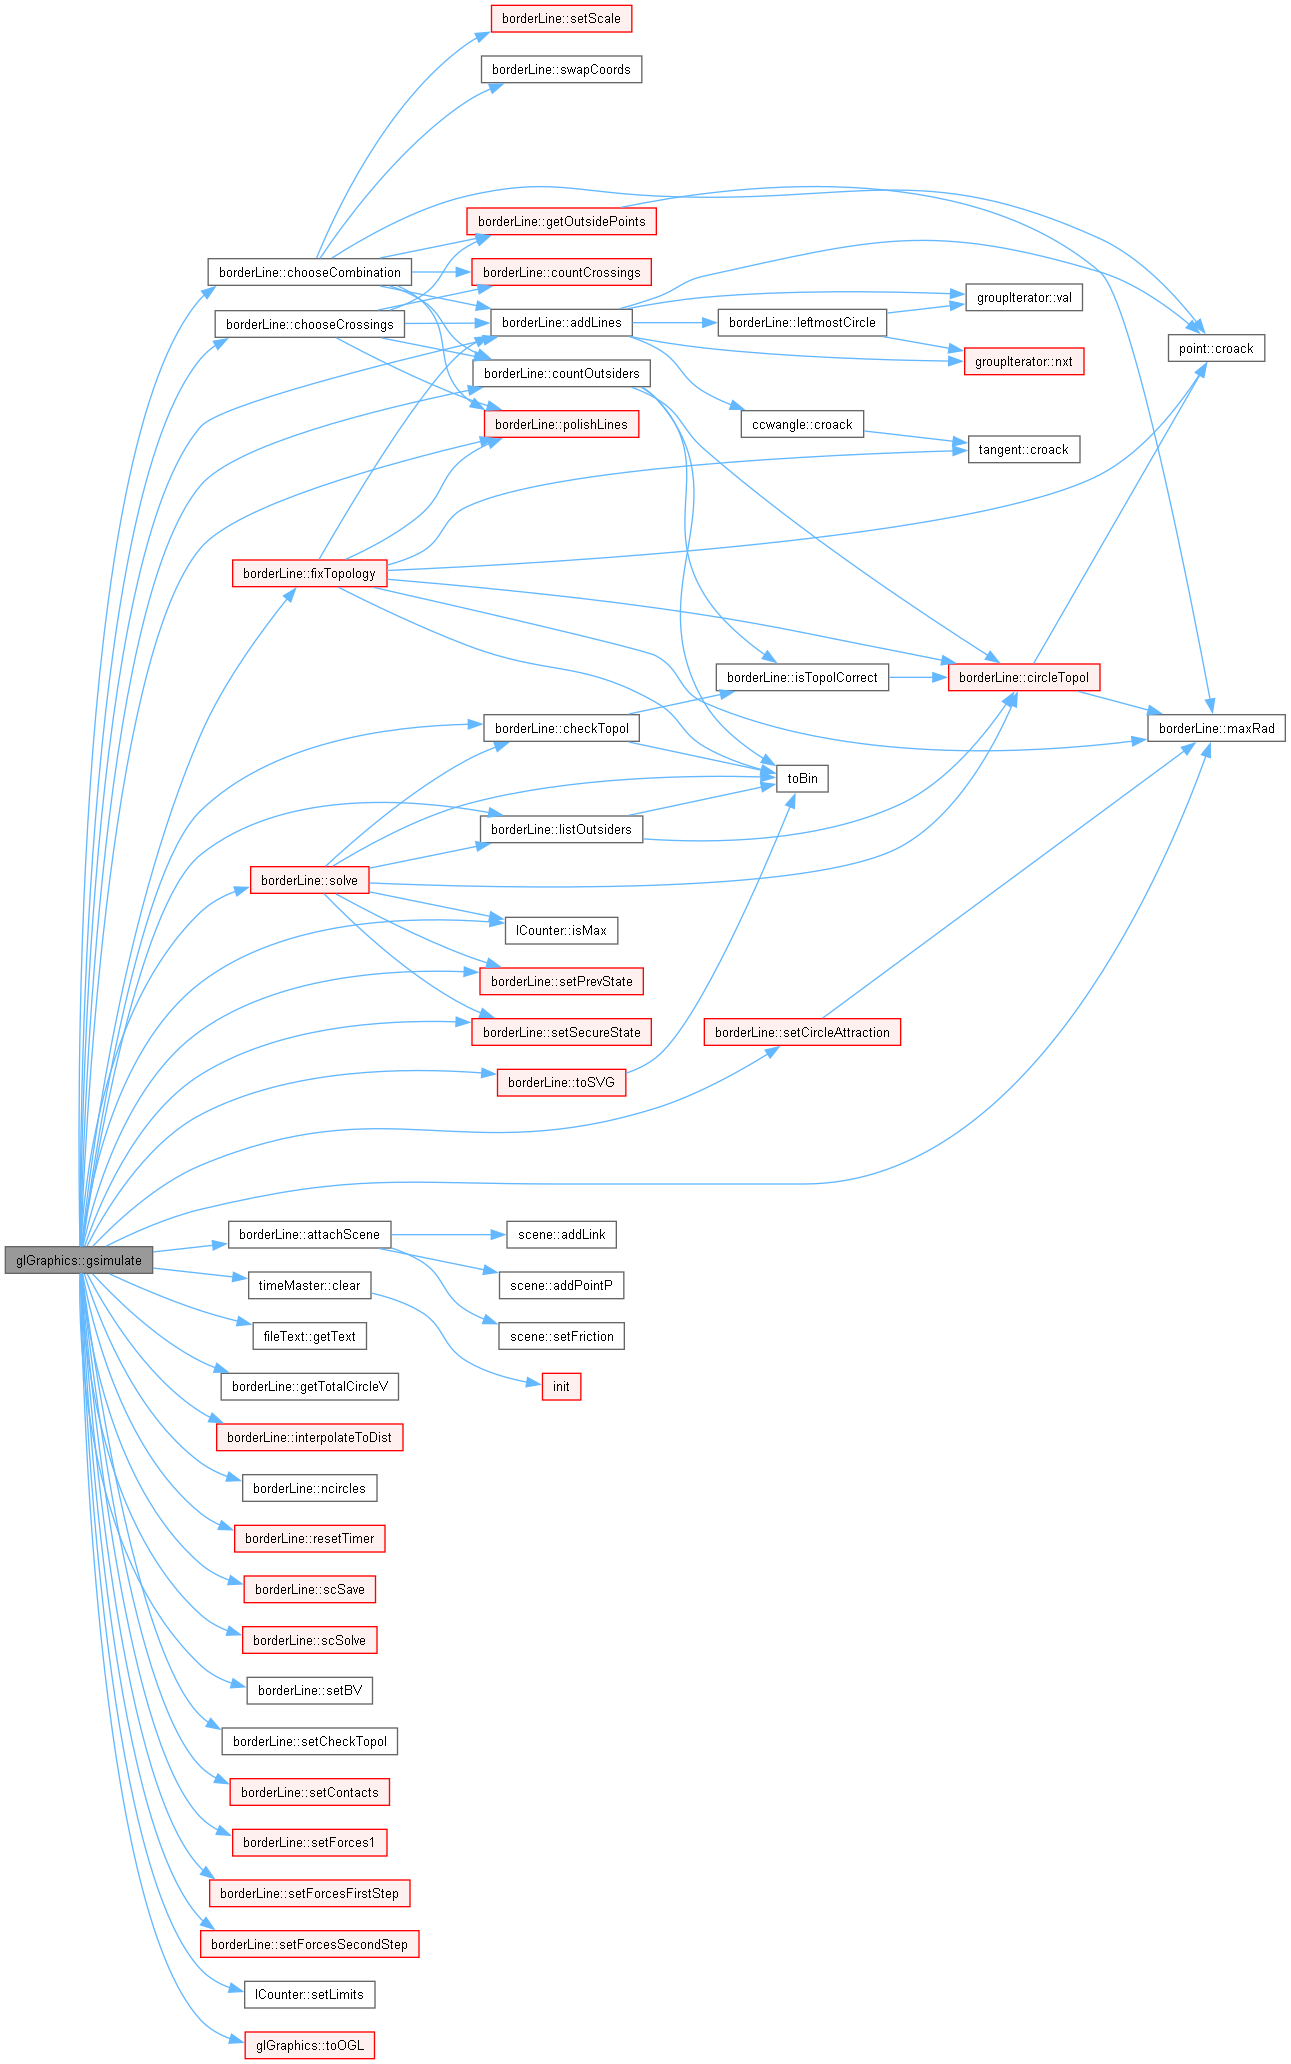 borderLine::setScale
borderLine::swapCoords
borderLine::getOutsidePoints
borderLine::chooseCombination
borderLine::countCrossings
groupIterator::val
borderLine::chooseCrossings
borderLine::addLines
borderLine::leftmostCircle
point::croack
groupIterator::nxt
borderLine::countOutsiders
borderLine::polishLines
ccwangle::croack
tangent::croack
borderLine::fixTopology
borderLine::isTopolCorrect
borderLine::circleTopol
borderLine::checkTopol
borderLine::maxRad
toBin
borderLine::listOutsiders
borderLine::solve
lCounter::isMax
borderLine::setPrevState
borderLine::setSecureState
borderLine::setCircleAttraction
borderLine::toSVG
borderLine::attachScene
scene::addLink
glGraphics::gsimulate
timeMaster::clear
scene::addPointP
fileText::getText
scene::setFriction
borderLine::getTotalCircleV
init
borderLine::interpolateToDist
borderLine::ncircles
borderLine::resetTimer
borderLine::scSave
borderLine::scSolve
borderLine::setBV
borderLine::setCheckTopol
borderLine::setContacts
borderLine::setForces1
borderLine::setForcesFirstStep
borderLine::setForcesSecondStep
lCounter::setLimits
glGraphics::toOGL